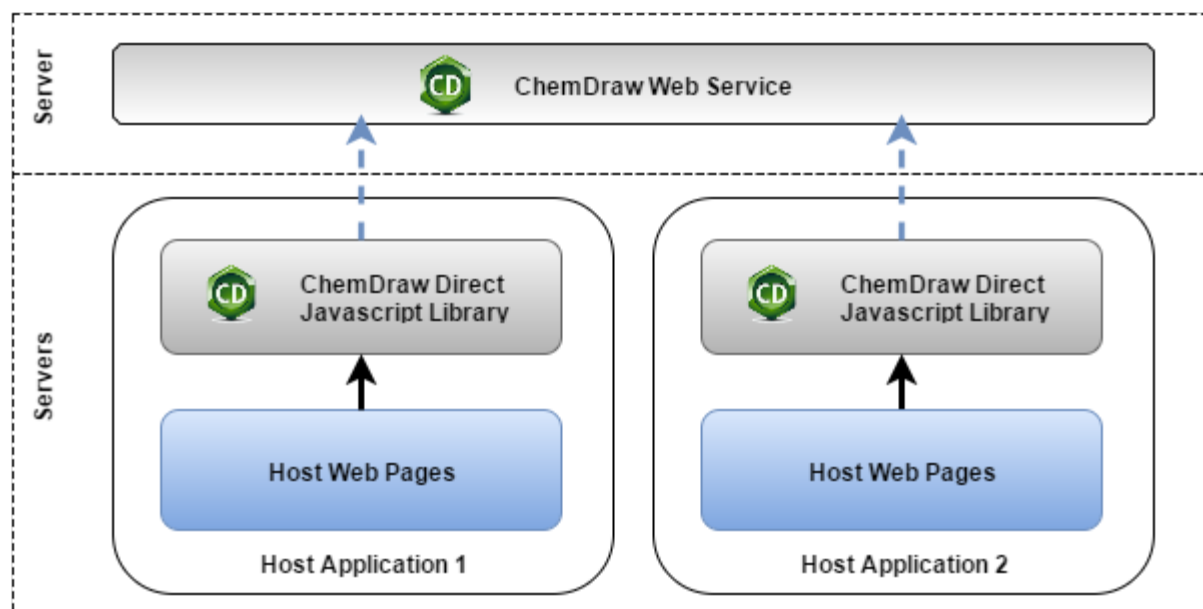 Server
CD
ChemDraw Web Service
Servers
CD
ChemDraw Direct
Javascript Library
CD
ChemDraw Direct
Javascript Library
Host Web Pages
Host Web Pages
Host Application 1
Host Application 2